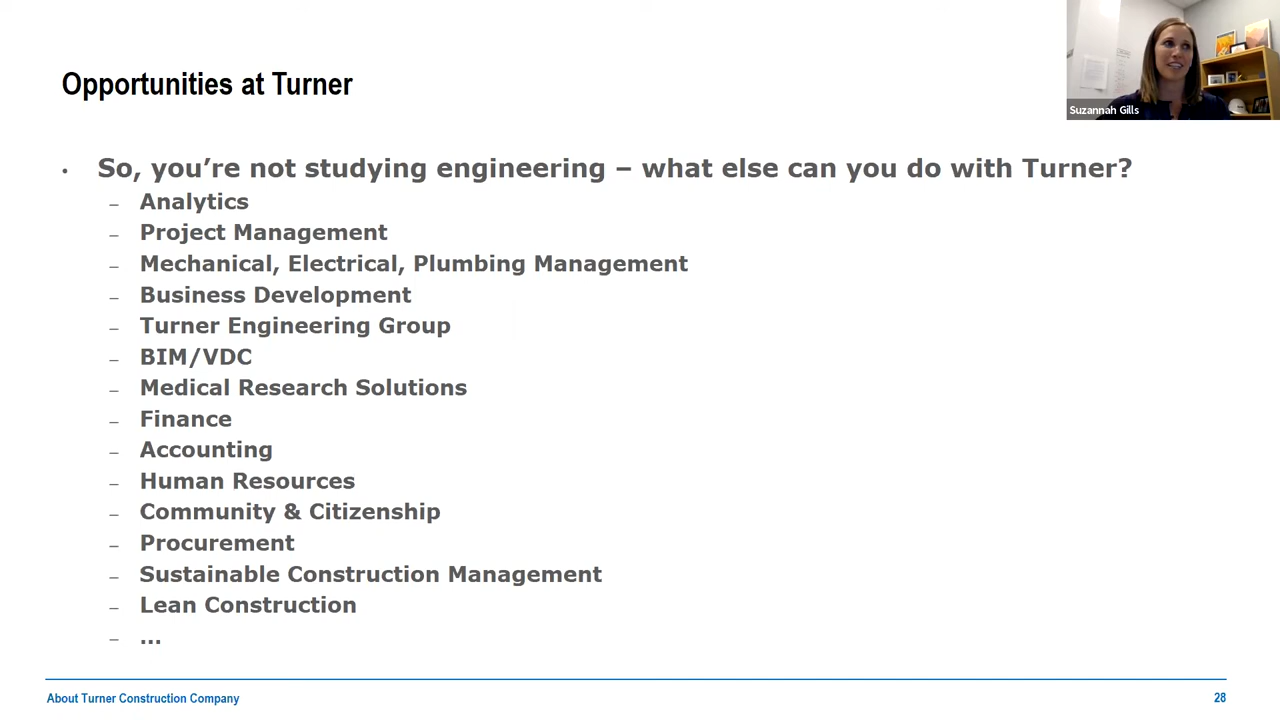 Opportunities at Turner
Suzannah Gills
• So, you're not studying engineering – what else can you do with Turner?
– Analytics
– Project Management
– Mechanical, Electrical, Plumbing Management
– Business Development
– Turner Engineering Group
– BIM/VDC
– Medical Research Solutions
– Finance
– Accounting
– Human Resources
– Community & Citizenship
– Procurement
– Sustainable Construction Management
– Lean Construction
– ...
About Turner Construction Company
28